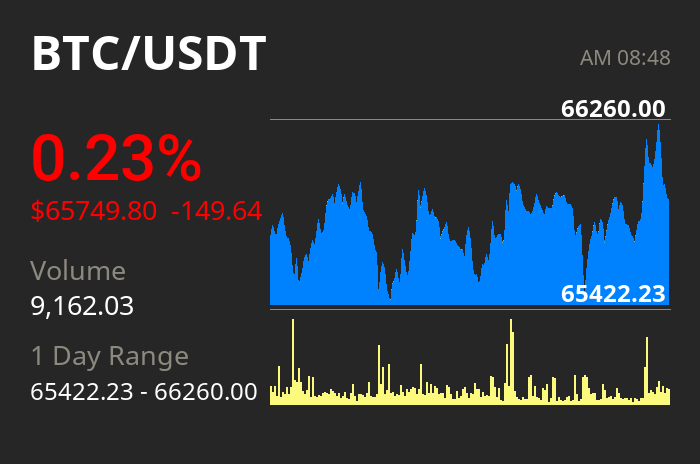 BTC/USDT
AM 08:48
66260.00
0.23%
$65749.80 -149.64
Volume
9,162.03
65422.23
1 Day Range
65422.23 - 66260.00